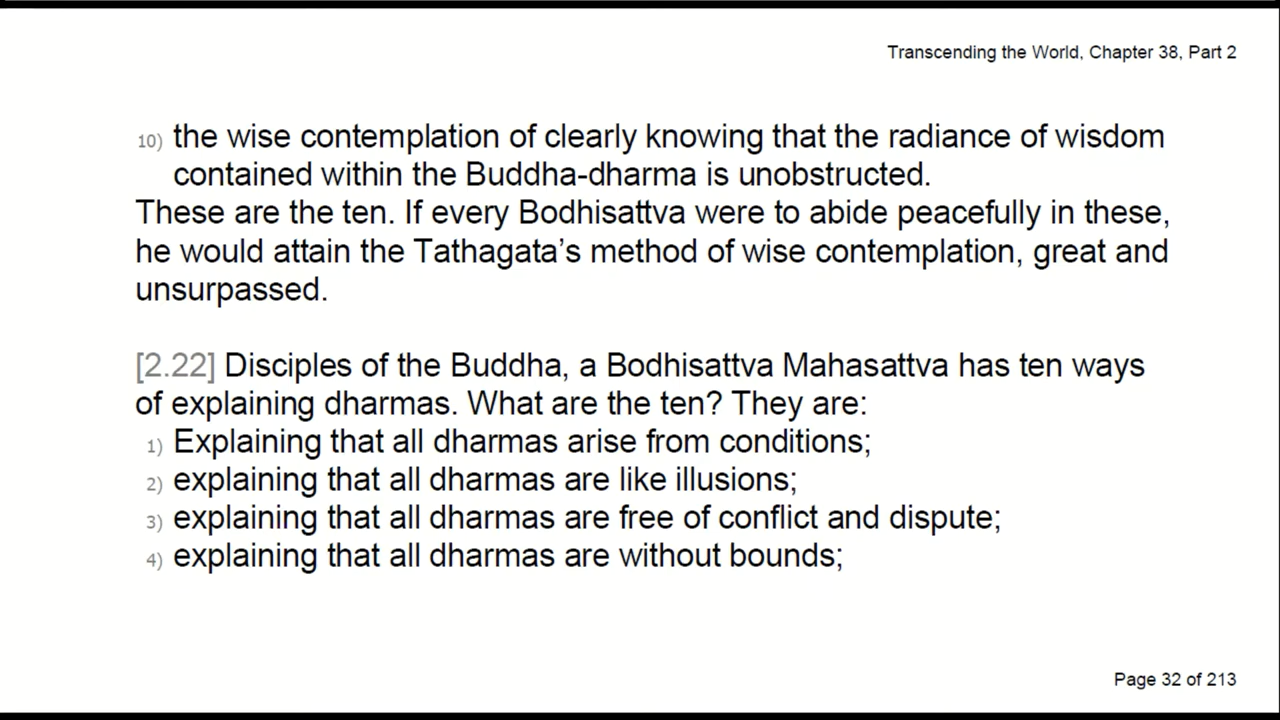 Transcending the World, Chapter 38, Part 2
10) the wise contemplation of clearly knowing that the radiance of wisdom
contained within the Buddha-dharma is unobstructed.
These are the ten. If every Bodhisattva were to abide peacefully in these,
he would attain the Tathagata’s method of wise contemplation, great and
unsurpassed.
[2.22] Disciples of the Buddha, a Bodhisattva Mahasattva has ten ways
of explaining dharmas. What are the ten? They are:
1) Explaining that all dharmas arise from conditions;
2) explaining that all dharmas are like illusions;
3) explaining that all dharmas are free of conflict and dispute;
4) explaining that all dharmas are without bounds;
Page 32 of 213